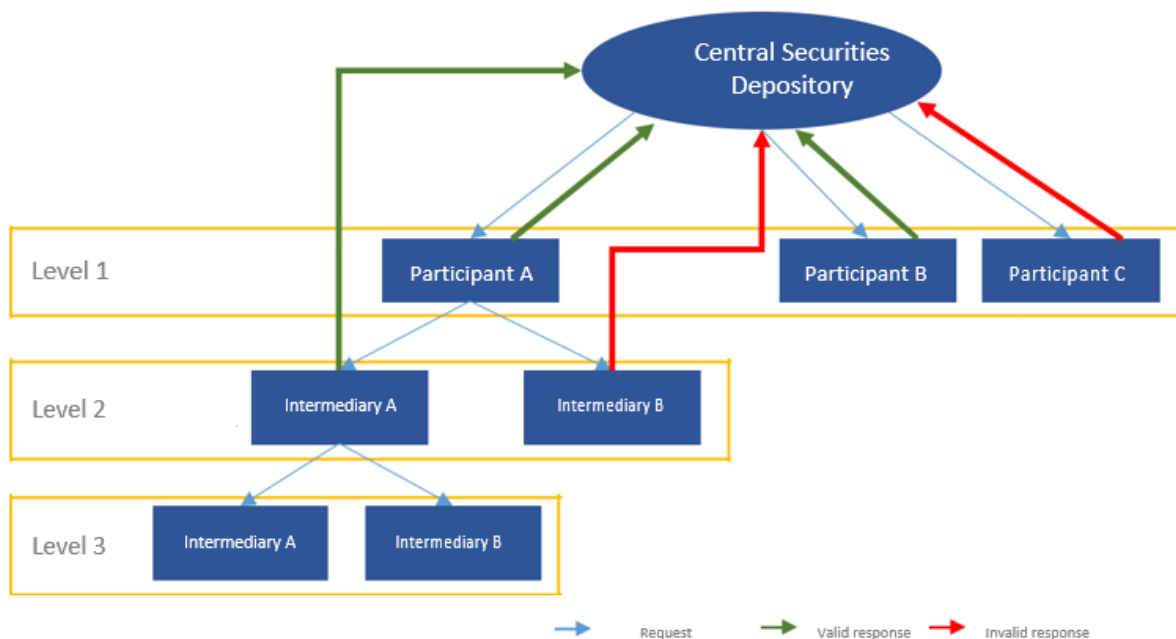 Central Securities
Depository
Level 1
Participant A
Participant B
Participant C
Level 2
Intermediary A
Intermediary B
Level 3
Intermediary A
Intermediary B
Request
Valid response
Invalid response